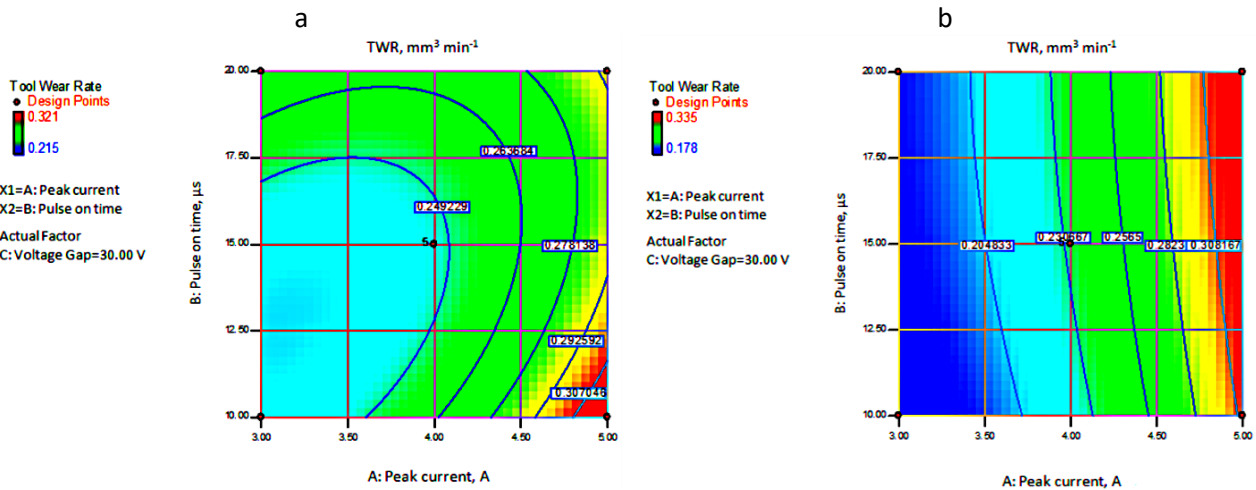 a
TWR, mm³ min⁻¹
Tool Wear Rate
Design Points
0.321
0.215
X1=A: Peak current
X2=B: Pulse on time
Actual Factor
C: Voltage Gap=30.00 V
B: Pulse on time, µs
20.00
17.50
15.00
12.50
10.00
0.263684
0.249229
5
0.278138
0.292592
0.307046
3.00
3.50
4.00
4.50
5.00
A: Peak current, A
b
TWR, mm³ min⁻¹
Tool Wear Rate
Design Points
0.335
0.178
X1=A: Peak current
X2=B: Pulse on time
Actual Factor
C: Voltage Gap=30.00 V
B: Pulse on time, µs
20.00
17.50
15.00
12.50
10.00
0.204833
0.230667
5
0.2565
0.2823
0.308167
3.00
3.50
4.00
4.50
5.00
A: Peak current, A